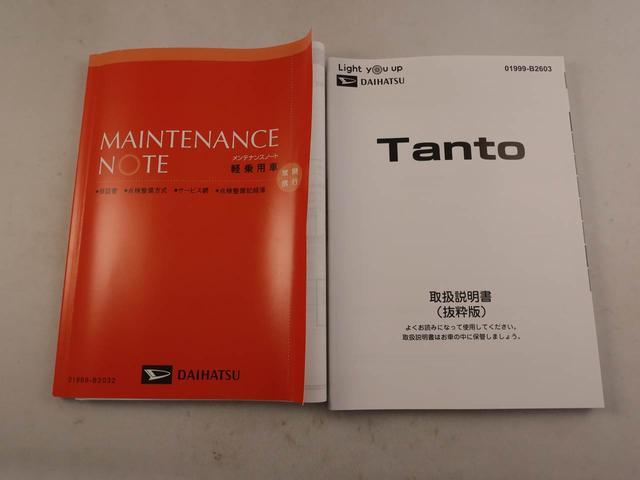 MAINTENANCE
NOTE
メンテナンスノート
軽乗用車
常時
携行
●保証書 ●点検整備方式 ●サービス網 ●点検整備記録簿
01999-B2032
DAIHATSU
Light you up
DAIHATSU
01999-B2603
Tanto
取扱説明書
（抜粋版）
よくお読みになって使用してください。
取扱説明書はお車の中に保管しましょう。